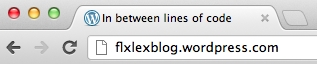 In between lines of code
flxlexblog.wordpress.com